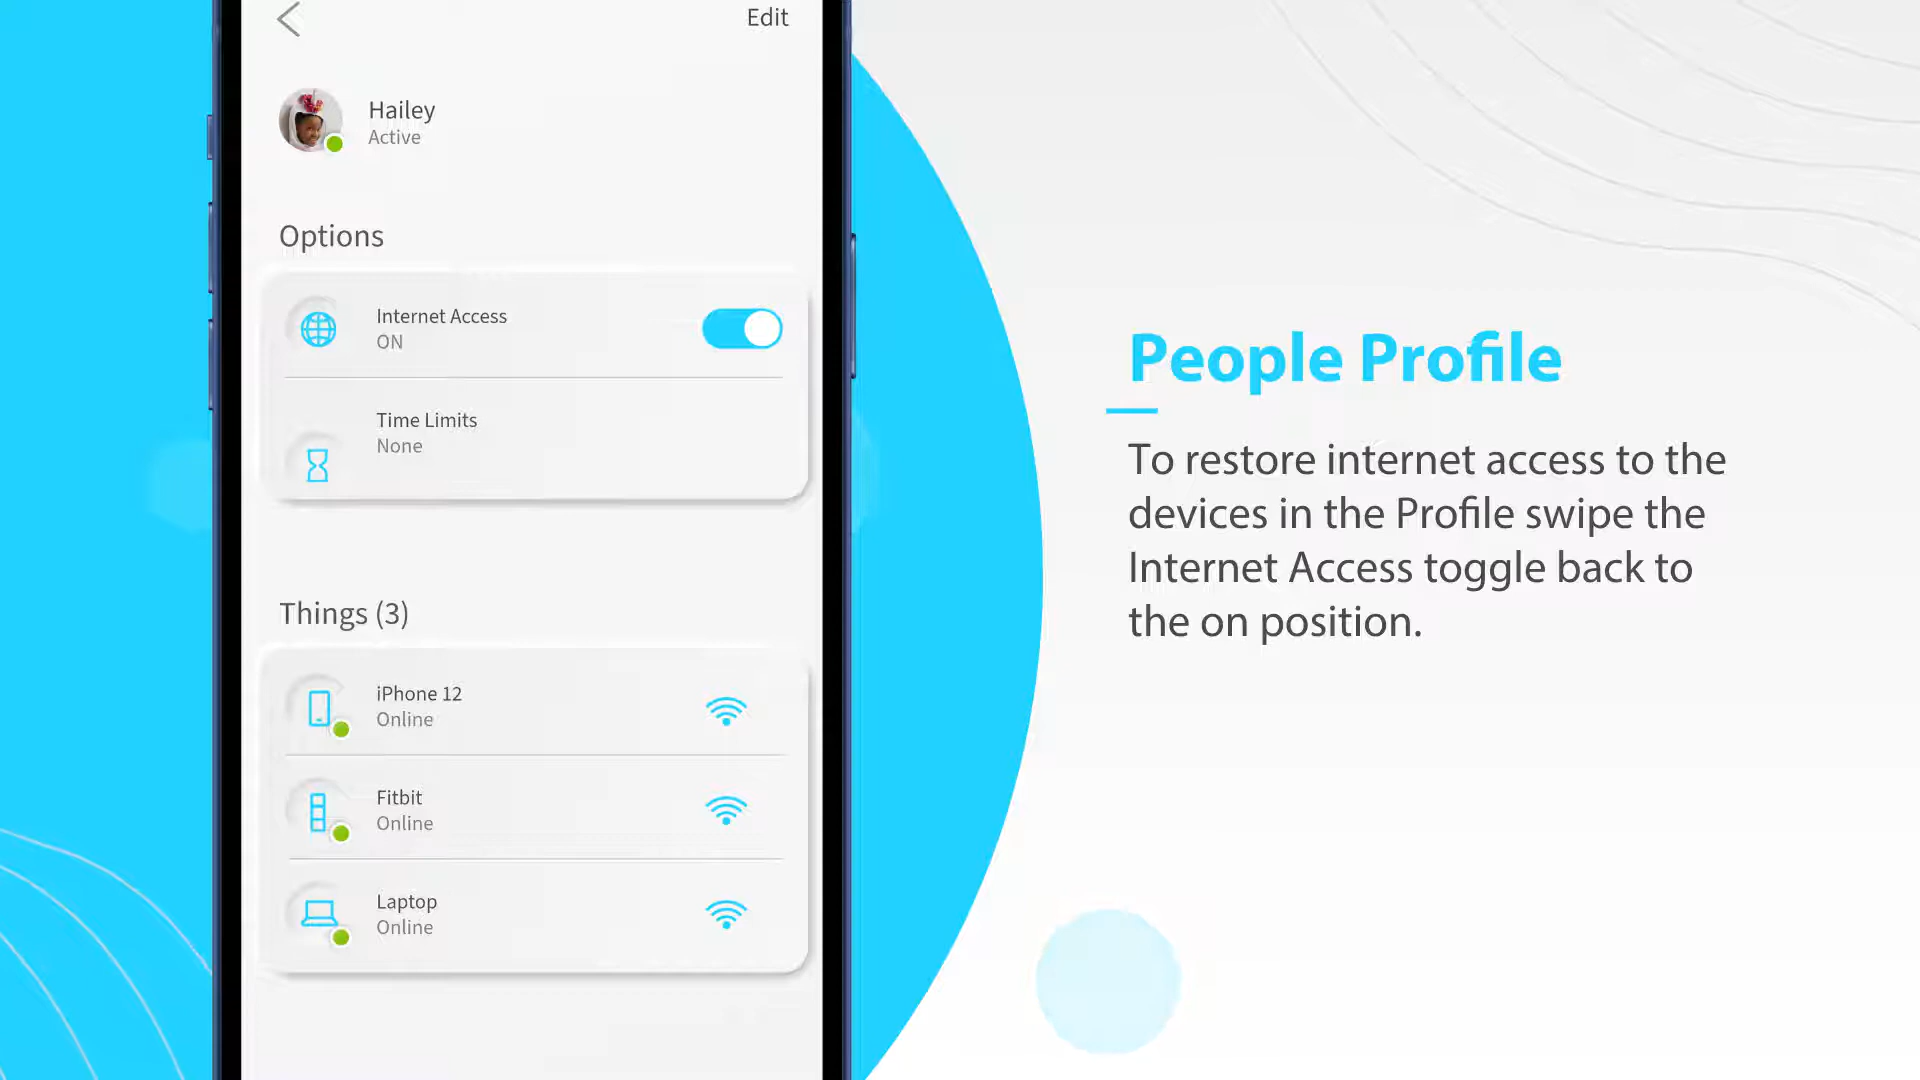 Edit
Hailey
Active
Options
Internet Access
ON
Time Limits
None
Things (3)
iPhone 12
Online
Fitbit
Online
Laptop
Online
People Profile
To restore internet access to the
devices in the Profile swipe the
Internet Access toggle back to
the on position.